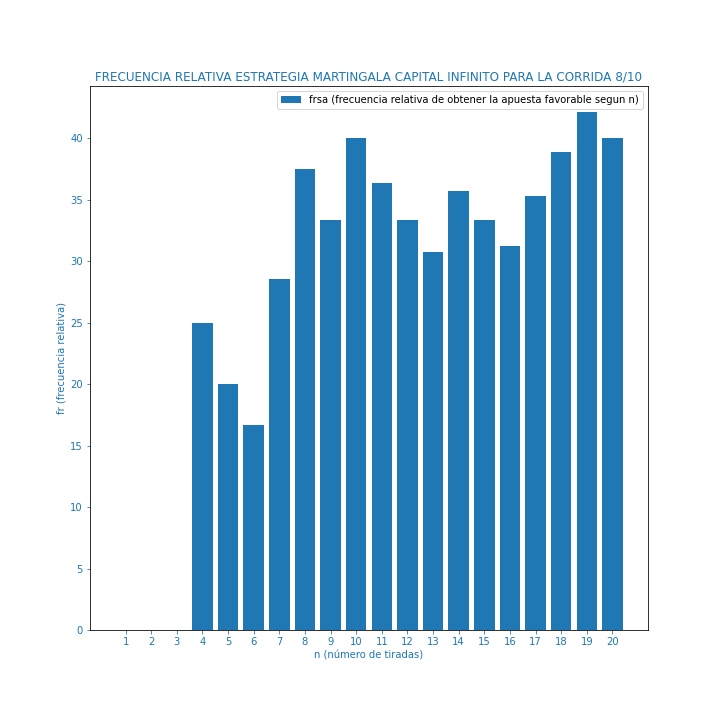 FRECUENCIA RELATIVA ESTRATEGIA MARTINGALA CAPITAL INFINITO PARA LA CORRIDA 8/10
frsa (frecuencia relativa de obtener la apuesta favorable segun n)
fr (frecuencia relativa)
40
35
30
25
20
15
10
5
0
1 2 3 4 5 6 7 8 9 10 11 12 13 14 15 16 17 18 19 20
n (número de tiradas)